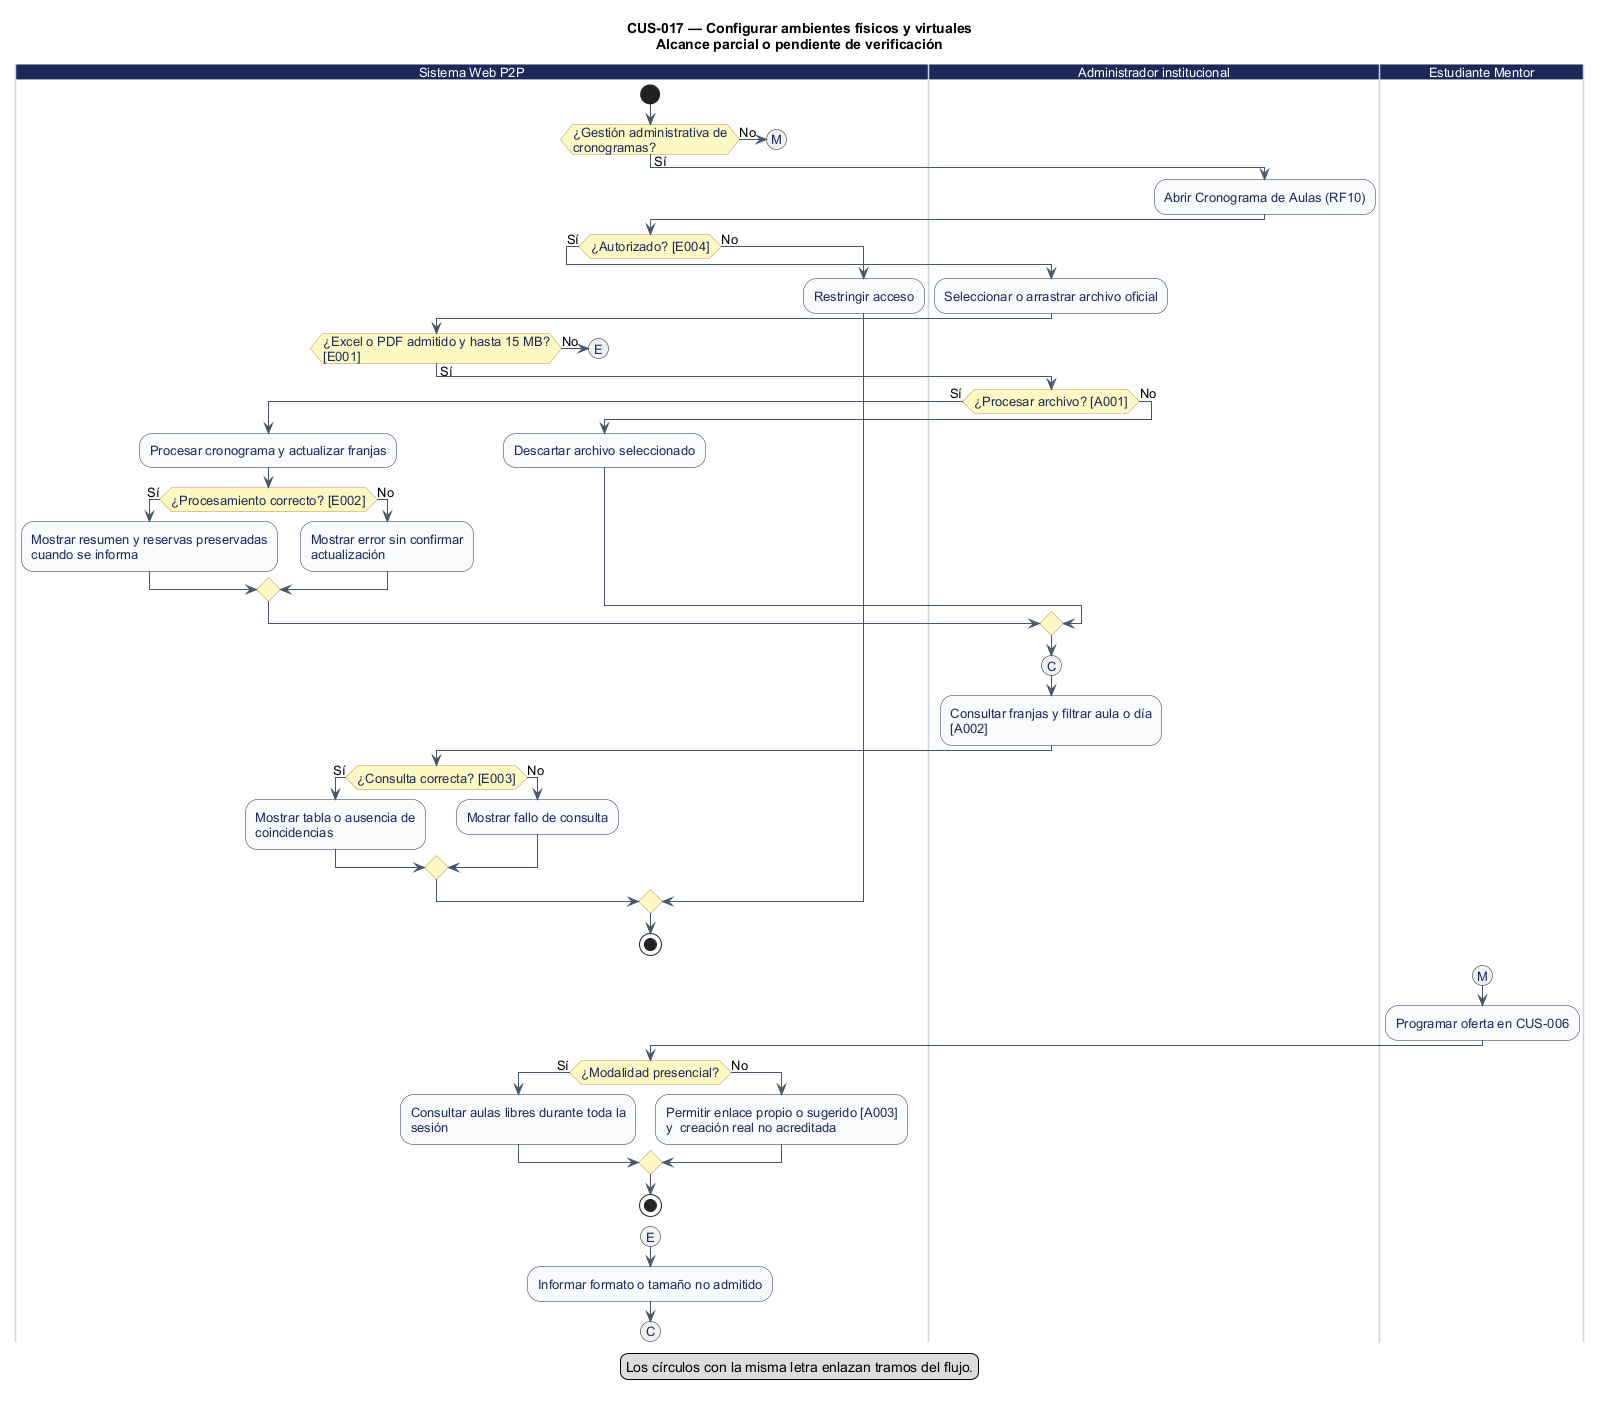 CUS-017 — Configurar ambientes físicos y virtuales
Alcance parcial o pendiente de verificación
Sistema Web P2P
Administrador institucional
Estudiante Mentor
¿Gestión administrativa de
cronogramas?
No
M
Sí
Abrir Cronograma de Aulas (RF10)
Sí
¿Autorizado? [E004]
No
Restringir acceso
Seleccionar o arrastrar archivo oficial
¿Excel o PDF admitido y hasta 15 MB?
[E001]
No
E
Sí
Sí
¿Procesar archivo? [A001]
No
Procesar cronograma y actualizar franjas
Descartar archivo seleccionado
Sí
¿Procesamiento correcto? [E002]
No
Mostrar resumen y reservas preservadas
cuando se informa
Mostrar error sin confirmar
actualización
C
Consultar franjas y filtrar aula o día
[A002]
Sí
¿Consulta correcta? [E003]
No
Mostrar tabla o ausencia de
coincidencias
Mostrar fallo de consulta
M
Programar oferta en CUS-006
Sí
¿Modalidad presencial?
No
Consultar aulas libres durante toda la
sesión
Permitir enlace propio o sugerido [A003]
y  creación real no acreditada
E
Informar formato o tamaño no admitido
C
Los círculos con la misma letra enlazan tramos del flujo.